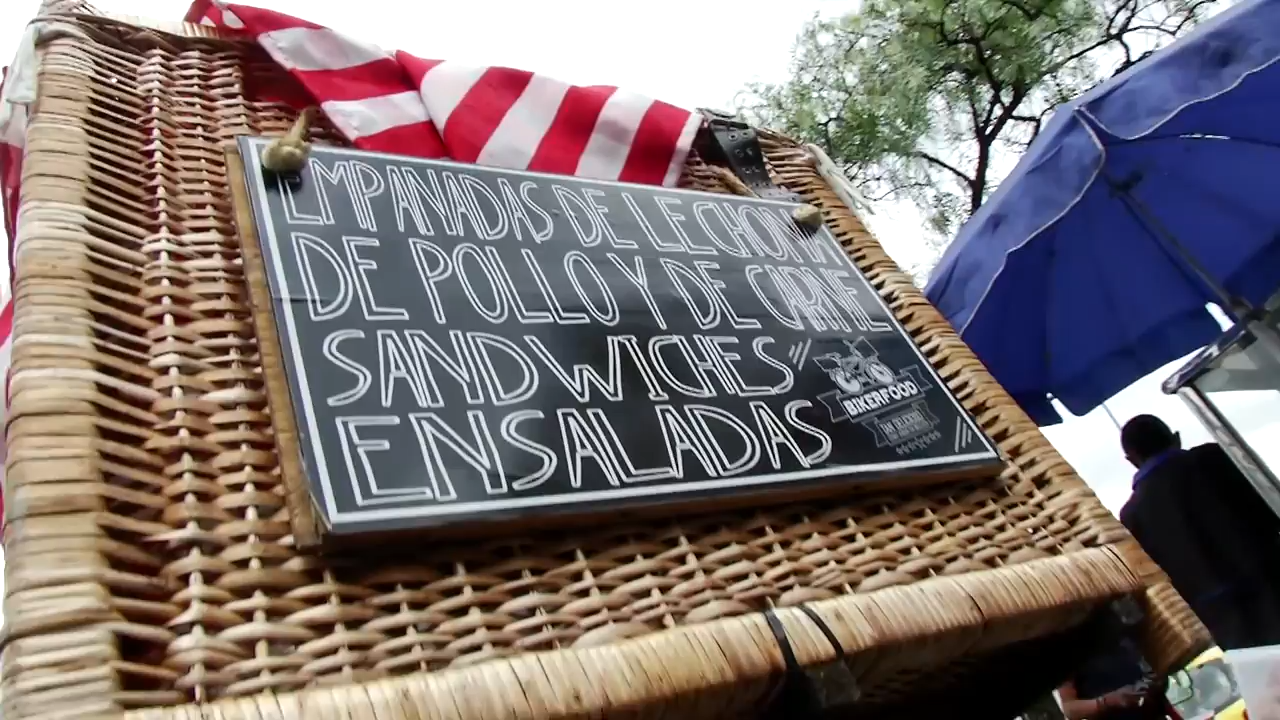 EMPANADAS DE LECHONA
DE POLLO Y DE CARNE
SANDWICHES
ENSALADAS
BIKERFOOD